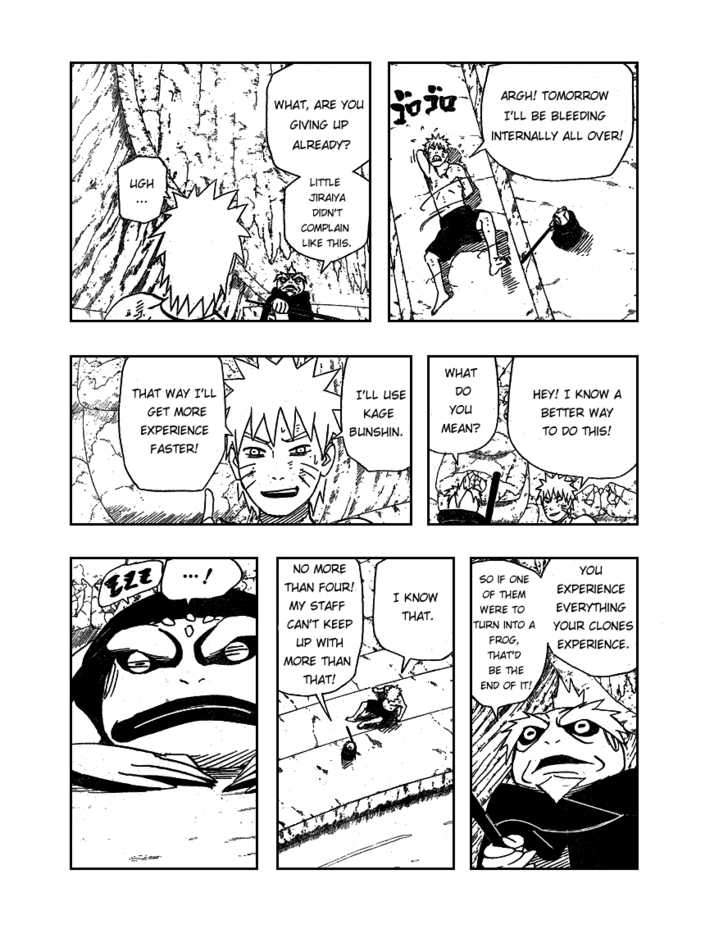 ゴロゴロ
ARGH! TOMORROW
I'LL BE BLEEDING
INTERNALLY ALL OVER!
WHAT, ARE YOU
GIVING UP
ALREADY?
LITTLE
JIRAIYA
DIDN'T
COMPLAIN
LIKE THIS.
UGH
...
HEY! I KNOW A
BETTER WAY
TO DO THIS!
WHAT
DO
YOU
MEAN?
I'LL USE
KAGE
BUNSHIN.
THAT WAY I'LL
GET MORE
EXPERIENCE
FASTER!
YOU
EXPERIENCE
EVERYTHING
YOUR CLONES
EXPERIENCE.
SO IF ONE
OF THEM
WERE TO
TURN INTO A
FROG,
THAT'D
BE THE
END OF IT!
I KNOW
THAT.
NO MORE
THAN FOUR!
MY STAFF
CAN'T KEEP
UP WITH
MORE THAN
THAT!
...!